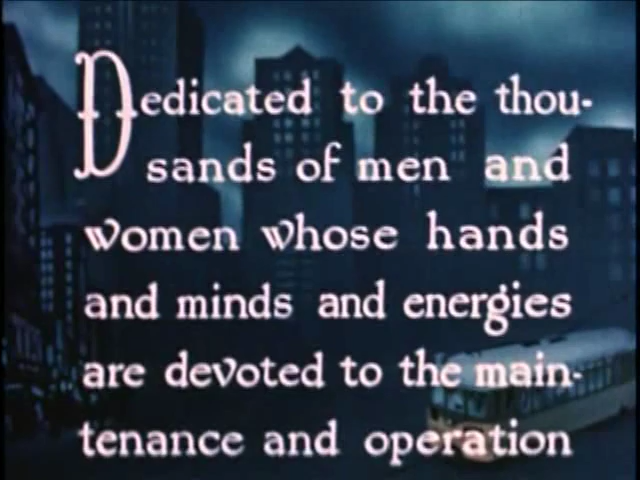 Dedicated to the thou-
sands of men and
women whose hands
and minds and energies
are devoted to the main-
tenance and operation